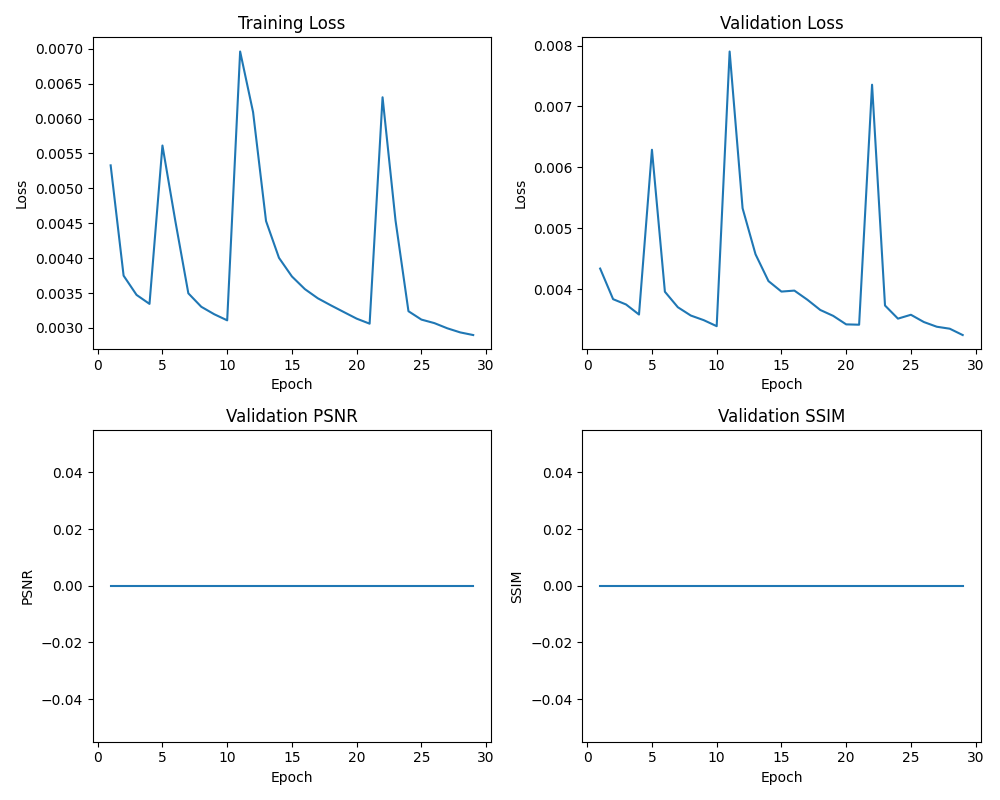 Training Loss
Loss
0.0070
0.0065
0.0060
0.0055
0.0050
0.0045
0.0040
0.0035
0.0030
0 5 10 15 20 25 30
Epoch
Validation Loss
Loss
0.008
0.007
0.006
0.005
0.004
0 5 10 15 20 25 30
Epoch
Validation PSNR
PSNR
0.04
0.02
0.00
−0.02
−0.04
0 5 10 15 20 25 30
Epoch
Validation SSIM
SSIM
0.04
0.02
0.00
−0.02
−0.04
0 5 10 15 20 25 30
Epoch